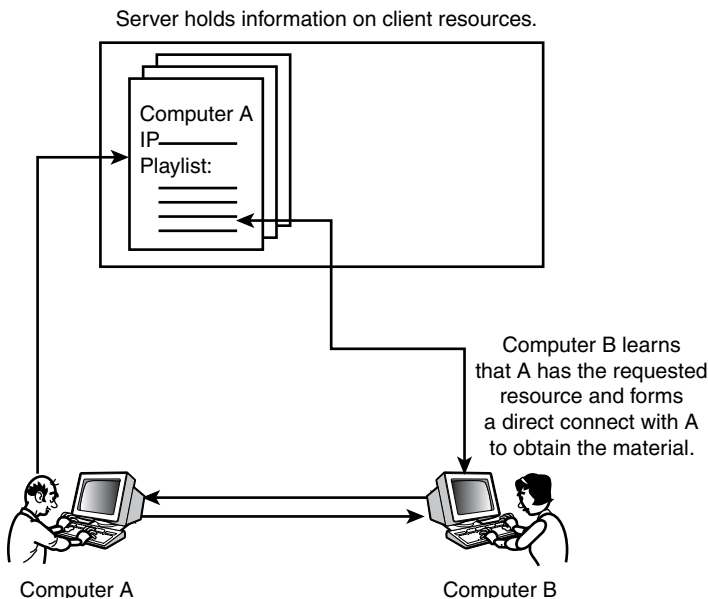 Server holds information on client resources.
Computer A
IP
Playlist:
Computer B learns
that A has the requested
resource and forms
a direct connect with A
to obtain the material.
Computer A
Computer B